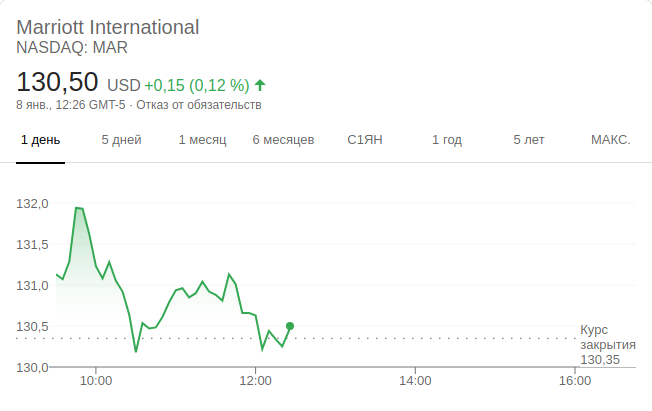 Marriott International
NASDAQ: MAR
130,50 USD +0,15 (0,12 %)
8 янв., 12:26 GMT-5 · Отказ от обязательств
1 день 5 дней 1 месяц 6 месяцев С1ЯН 1 год 5 лет МАКС.
132,0
131,5
131,0
130,5
130,0
Курс
закрытия
130,35
10:00 12:00 14:00 16:00